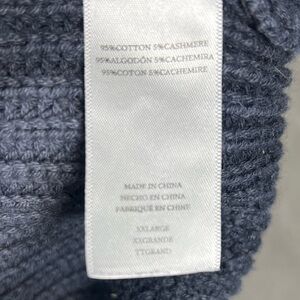 95%COTTON 5%CASHMERE
95%ALGODÓN 5%CACHEMIRA
95%COTON 5%CACHEMIRE
MADE IN CHINA
HECHO EN CHINA
FABRIQUÉ EN CHINE
XXLARGE
XXGRANDE
TTGRAND